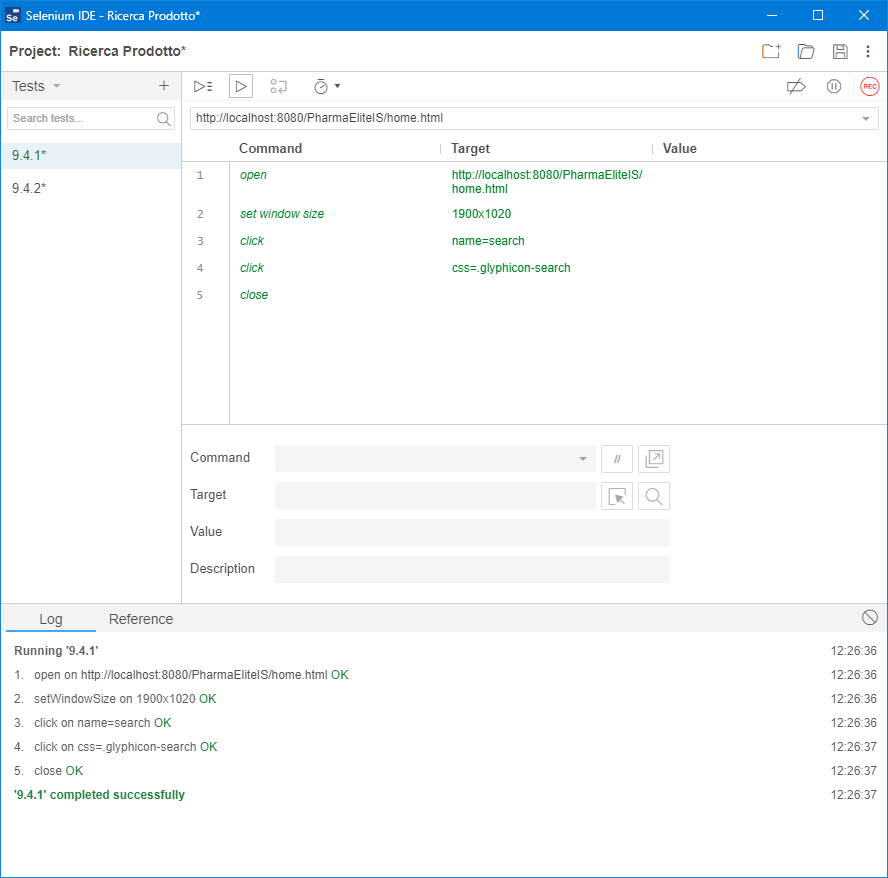 Selenium IDE - Ricerca Prodotto*
Project: Ricerca Prodotto*
Tests
Search tests...
9.4.1*
9.4.2*
REC
http://localhost:8080/PharmaEliteIS/home.html
Command Target Value
1 open http://localhost:8080/PharmaEliteIS/
home.html
2 set window size 1900x1020
3 click name=search
4 click css=.glyphicon-search
5 close
Command //
Target
Value
Description
Log Reference
Running '9.4.1' 12:26:36
1. open on http://localhost:8080/PharmaEliteIS/home.html OK 12:26:36
2. setWindowSize on 1900x1020 OK 12:26:36
3. click on name=search OK 12:26:36
4. click on css=.glyphicon-search OK 12:26:37
5. close OK 12:26:37
'9.4.1' completed successfully 12:26:37